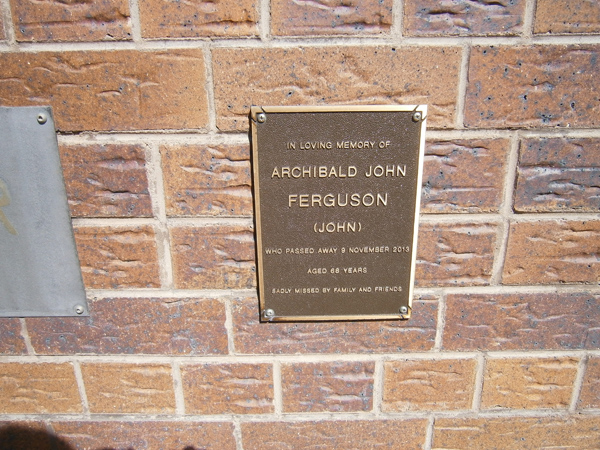 IN LOVING MEMORY OF
ARCHIBALD JOHN
FERGUSON
(JOHN)
WHO PASSED AWAY 9 NOVEMBER 2013
AGED 66 YEARS
SADLY MISSED BY FAMILY AND FRIENDS